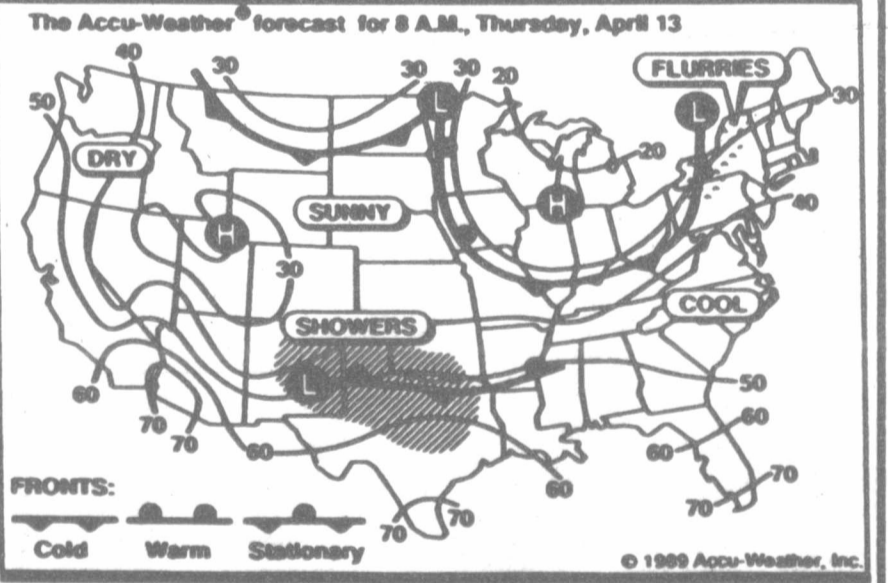 The Accu-Weather® forecast for 8 A.M., Thursday, April 13
40
30
30
30
20
FLURRIES
50
L
L
30
DRY
20
SUNNY
H
40
H
30
COOL
SHOWERS
L
50
60
60
70
70
60
60
60
70
70
70
70
FRONTS:
Cold
Warm
Stationary
© 1989 Accu-Weather, Inc.